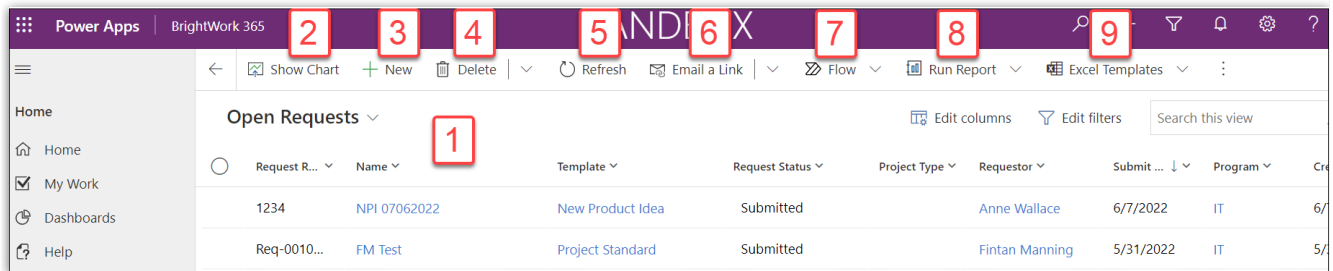 Power Apps BrightWork 365
2 3 4 5 6 7 8 9
Show Chart New Delete Refresh Email a Link Flow Run Report Excel Templates
Home
Open Requests
1
Edit columns Edit filters Search this view
Home
Request R... Name Template Request Status Project Type Requestor Submit ... Program
My Work
1234 NPI 07062022 New Product Idea Submitted Anne Wallace 6/7/2022 IT
Dashboards
Req-0010... FM Test Project Standard Submitted Fintan Manning 5/31/2022 IT
Help